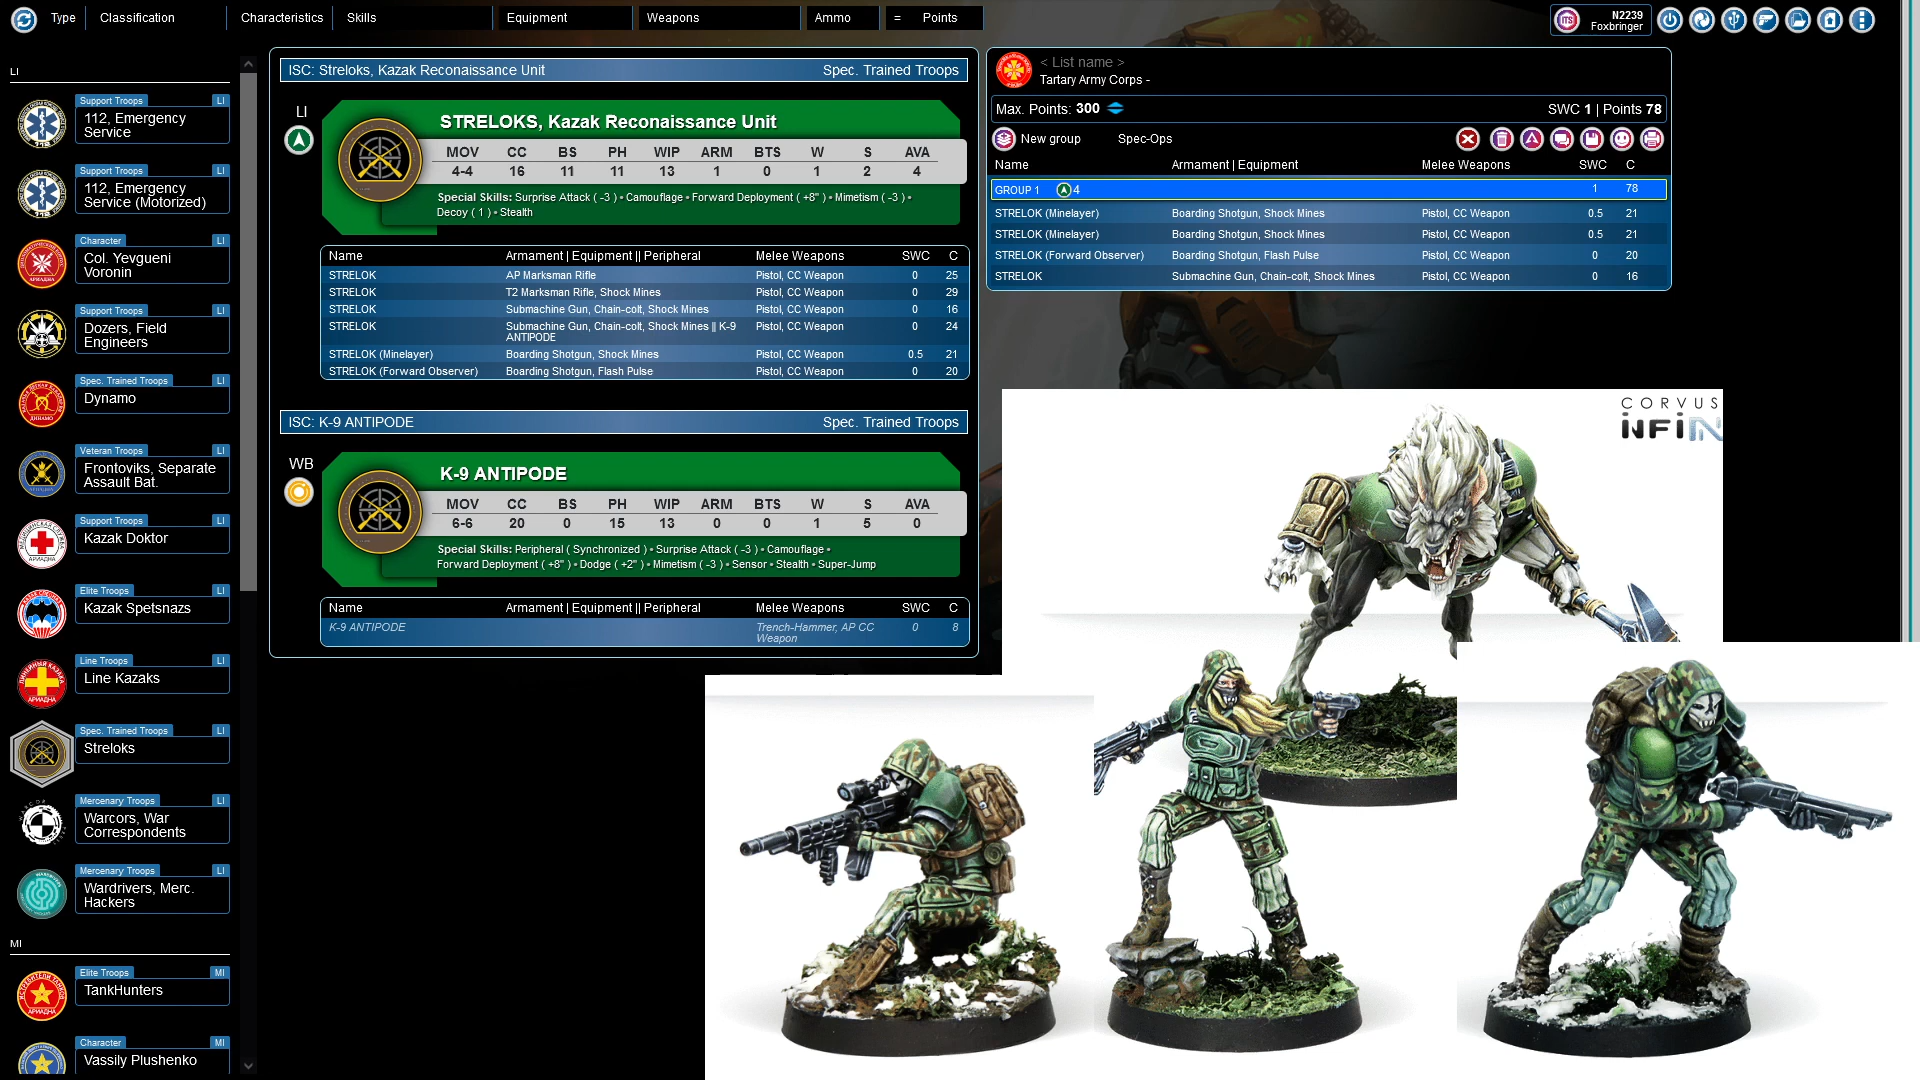 Type Classification Characteristics Skills Equipment Weapons Ammo = Points
ITS N2239
Foxbringer
LI
Support Troops LI
112, Emergency
Service
Support Troops LI
112, Emergency
Service (Motorized)
Character LI
Col. Yevgueni
Voronin
Support Troops LI
Dozers, Field
Engineers
Spec. Trained Troops LI
Dynamo
Veteran Troops LI
Frontoviks, Separate
Assault Bat.
Support Troops LI
Kazak Doktor
Elite Troops LI
Kazak Spetsnazs
Line Troops LI
Line Kazaks
Spec. Trained Troops LI
Streloks
Mercenary Troops LI
Warcors, War
Correspondents
Mercenary Troops LI
Wardrivers, Merc.
Hackers
MI
Elite Troops MI
TankHunters
Character MI
Vassily Plushenko
ISC: Streloks, Kazak Reconaissance Unit Spec. Trained Troops
LI
STRELOKS, Kazak Reconaissance Unit
MOV CC BS PH WIP ARM BTS W S AVA
4-4 16 11 11 13 1 0 1 2 4
Special Skills: Surprise Attack ( -3 ) • Camouflage • Forward Deployment ( +8" ) • Mimetism ( -3 ) •
Decoy ( 1 ) • Stealth
Name Armament | Equipment || Peripheral Melee Weapons SWC C
STRELOK AP Marksman Rifle Pistol, CC Weapon 0 25
STRELOK T2 Marksman Rifle, Shock Mines Pistol, CC Weapon 0 29
STRELOK Submachine Gun, Chain-colt, Shock Mines Pistol, CC Weapon 0 16
STRELOK Submachine Gun, Chain-colt, Shock Mines || K-9 Pistol, CC Weapon 0 24
ANTIPODE
STRELOK (Minelayer) Boarding Shotgun, Shock Mines Pistol, CC Weapon 0.5 21
STRELOK (Forward Observer) Boarding Shotgun, Flash Pulse Pistol, CC Weapon 0 20
ISC: K-9 ANTIPODE Spec. Trained Troops
WB
K-9 ANTIPODE
MOV CC BS PH WIP ARM BTS W S AVA
6-6 20 0 15 13 0 0 1 5 0
Special Skills: Peripheral ( Synchronized ) • Surprise Attack ( -3 ) • Camouflage •
Forward Deployment ( +8" ) • Dodge ( +2" ) • Mimetism ( -3 ) • Sensor • Stealth • Super-Jump
Name Armament | Equipment || Peripheral Melee Weapons SWC C
K-9 ANTIPODE Trench-Hammer, AP CC 0 8
Weapon
< List name >
Tartary Army Corps -
Max. Points: 300 SWC 1 | Points 78
New group Spec-Ops
Name Armament | Equipment Melee Weapons SWC C
GROUP 1 4 1 78
STRELOK (Minelayer) Boarding Shotgun, Shock Mines Pistol, CC Weapon 0.5 21
STRELOK (Minelayer) Boarding Shotgun, Shock Mines Pistol, CC Weapon 0.5 21
STRELOK (Forward Observer) Boarding Shotgun, Flash Pulse Pistol, CC Weapon 0 20
STRELOK Submachine Gun, Chain-colt, Shock Mines Pistol, CC Weapon 0 16
CORVUS
INFIN